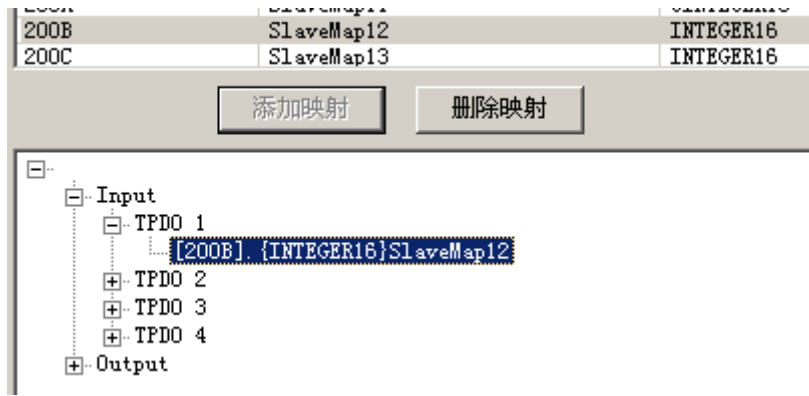 200B SlaveMap12 INTEGER16
200C SlaveMap13 INTEGER16
添加映射 删除映射
Input
TPDO 1
[200B]. {INTEGER16}SlaveMap12
TPDO 2
TPDO 3
TPDO 4
Output